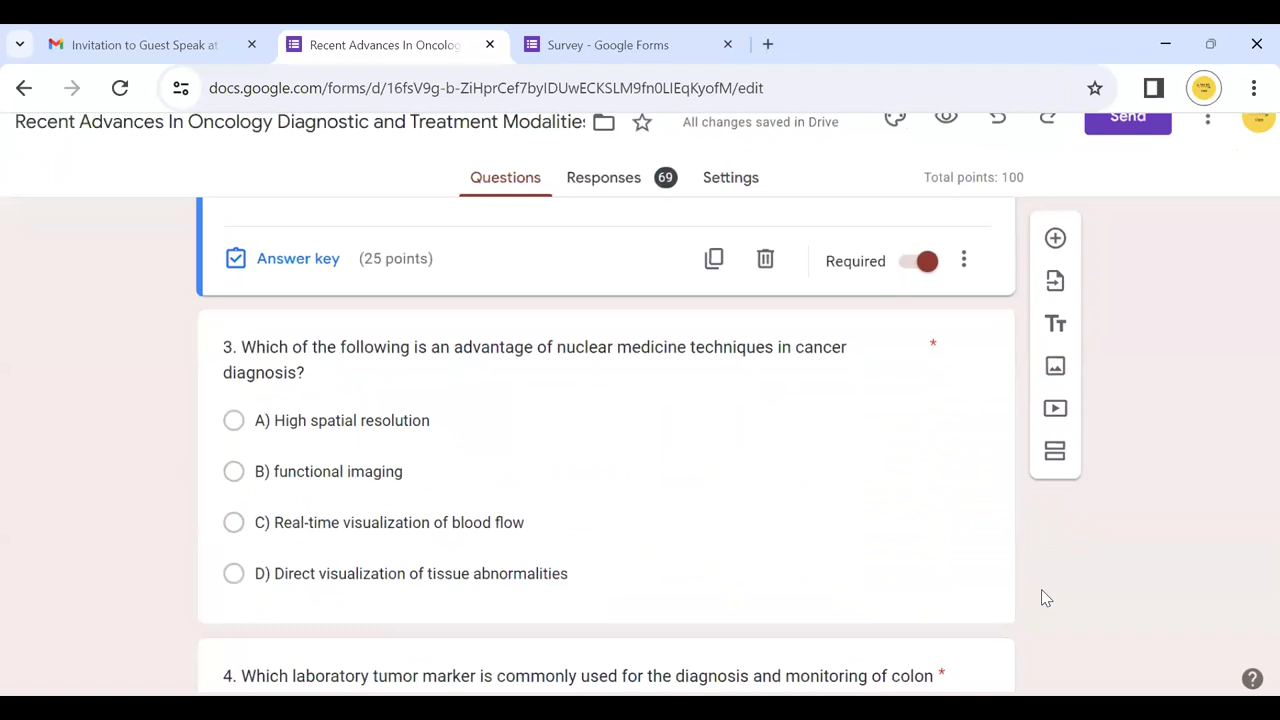 Invitation to Guest Speak at
Recent Advances In Oncolo
Survey - Google Forms
docs.google.com/forms/d/16fsV9g-b-ZiHprCef7byIDUwECKSLM9fn0LIEqKyofM/edit
Recent Advances In Oncology Diagnostic and Treatment Modalities
All changes saved in Drive
Send
Questions
Responses 69
Settings
Total points: 100
Answer key (25 points)
Required
3. Which of the following is an advantage of nuclear medicine techniques in cancer *
diagnosis?
A) High spatial resolution
B) functional imaging
C) Real-time visualization of blood flow
D) Direct visualization of tissue abnormalities
4. Which laboratory tumor marker is commonly used for the diagnosis and monitoring of colon *
Tт